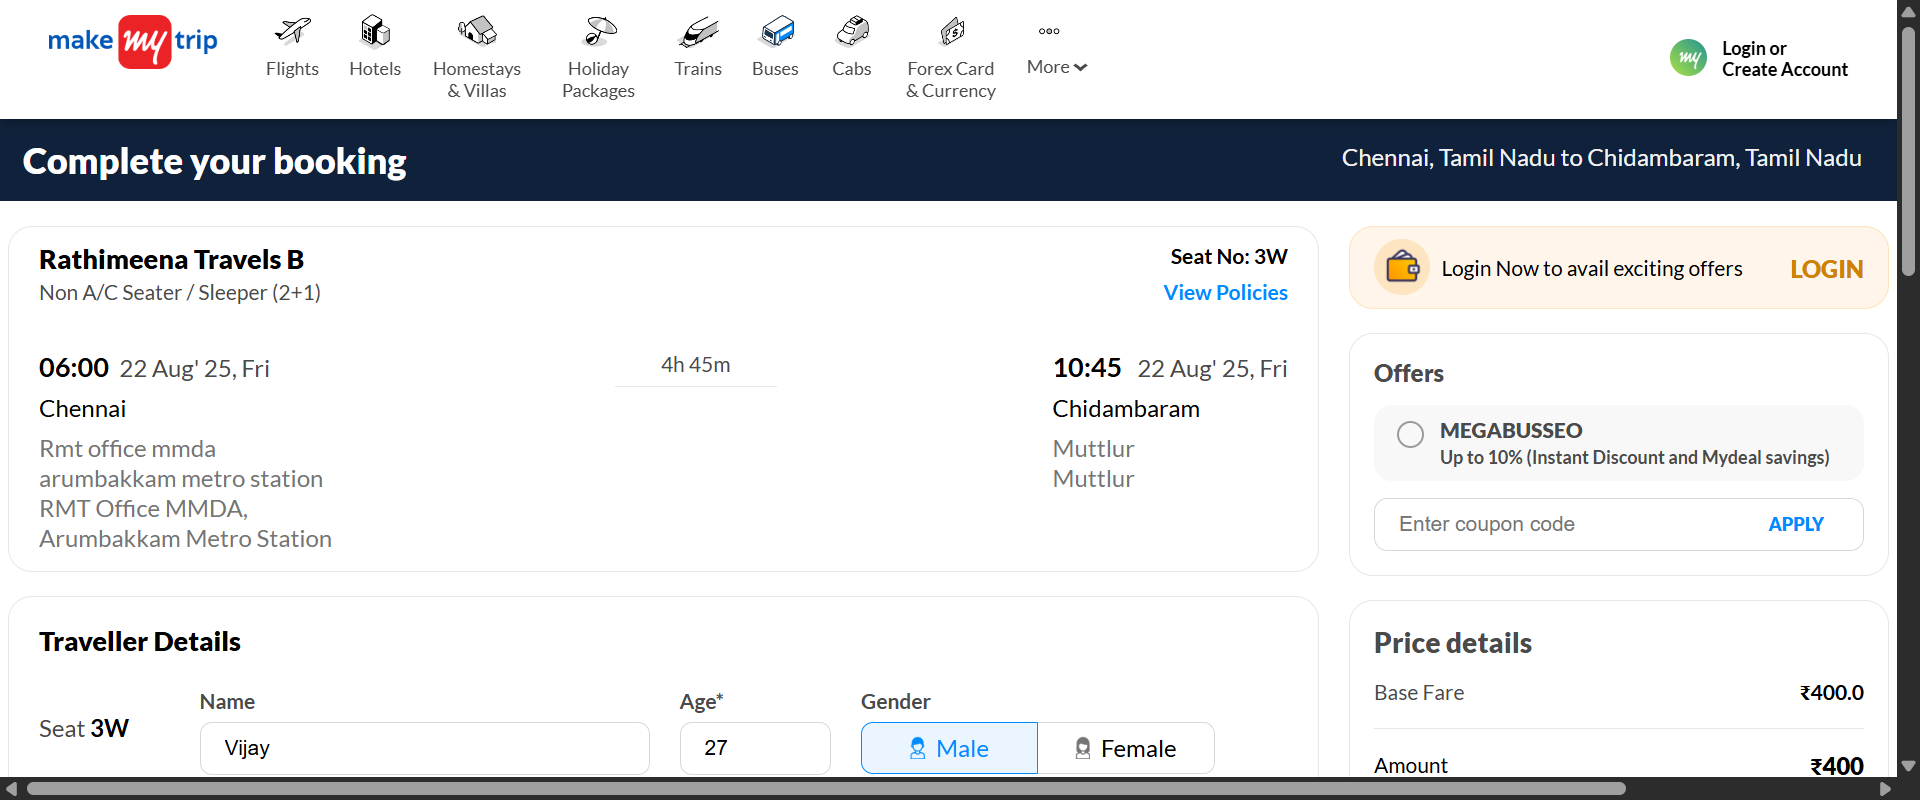 make my trip
Flights
Hotels
Homestays
& Villas
Holiday
Packages
Trains
Buses
Cabs
Forex Card
& Currency
More
my
Login or
Create Account
Complete your booking
Chennai, Tamil Nadu to Chidambaram, Tamil Nadu
Rathimeena Travels B
Non A/C Seater / Sleeper (2+1)
Seat No: 3W
View Policies
06:00 22 Aug' 25, Fri
4h 45m
10:45 22 Aug' 25, Fri
Chennai
Chidambaram
Rmt office mmda
arumbakkam metro station
RMT Office MMDA,
Arumbakkam Metro Station
Muttlur
Muttlur
Login Now to avail exciting offers
LOGIN
Offers
MEGABUSSEO
Up to 10% (Instant Discount and Mydeal savings)
Enter coupon code
APPLY
Traveller Details
Name
Age*
Gender
Seat 3W
Vijay
27
Male
Female
Price details
Base Fare
₹400.0
Amount
₹400